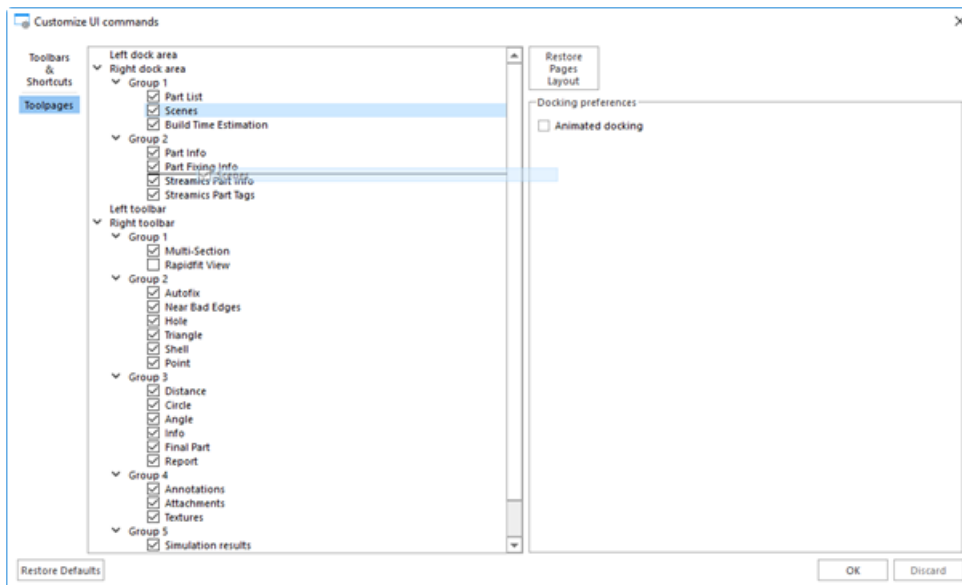 Customize UI commands
Toolbars
&
Shortcuts
Toolpages
Left dock area
Right dock area
Group 1
Part List
Scenes
Build Time Estimation
Group 2
Part Info
Part Fixing Info
Scenes
Streamics Part Info
Streamics Part Tags
Left toolbar
Right toolbar
Group 1
Multi-Section
Rapidfit View
Group 2
Autofix
Near Bad Edges
Hole
Triangle
Shell
Point
Group 3
Distance
Circle
Angle
Info
Final Part
Report
Group 4
Annotations
Attachments
Textures
Group 5
Simulation results
Restore
Pages
Layout
Docking preferences
Animated docking
Restore Defaults
OK
Discard